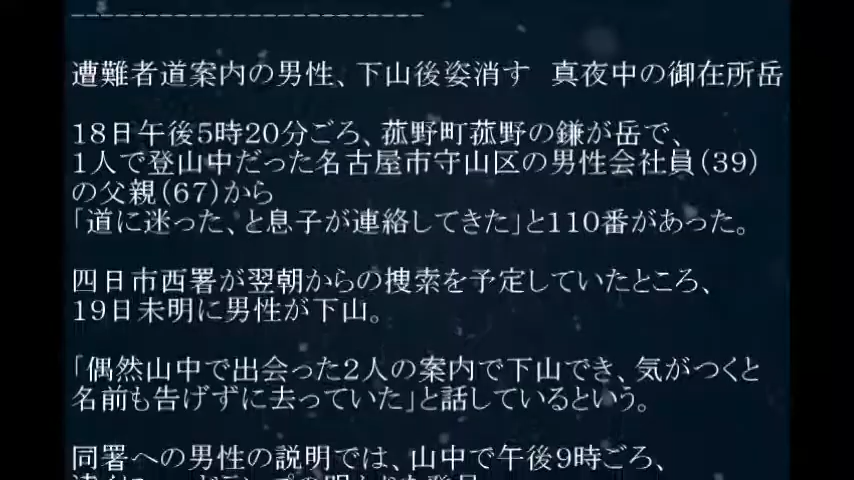 遭難者道案内の男性、下山後姿消す　真夜中の御在所岳
18日午後5時20分ごろ、菰野町菰野の鎌が岳で、
1人で登山中だった名古屋市守山区の男性会社員(39)
の父親(67)から
「道に迷った、と息子が連絡してきた」と110番があった。
四日市西署が翌朝からの捜索を予定していたところ、
19日未明に男性が下山。
「偶然山中で出会った2人の案内で下山でき、気がつくと
名前も告げずに去っていた」と話しているという。
同署への男性の説明では、山中で午後9時ごろ、